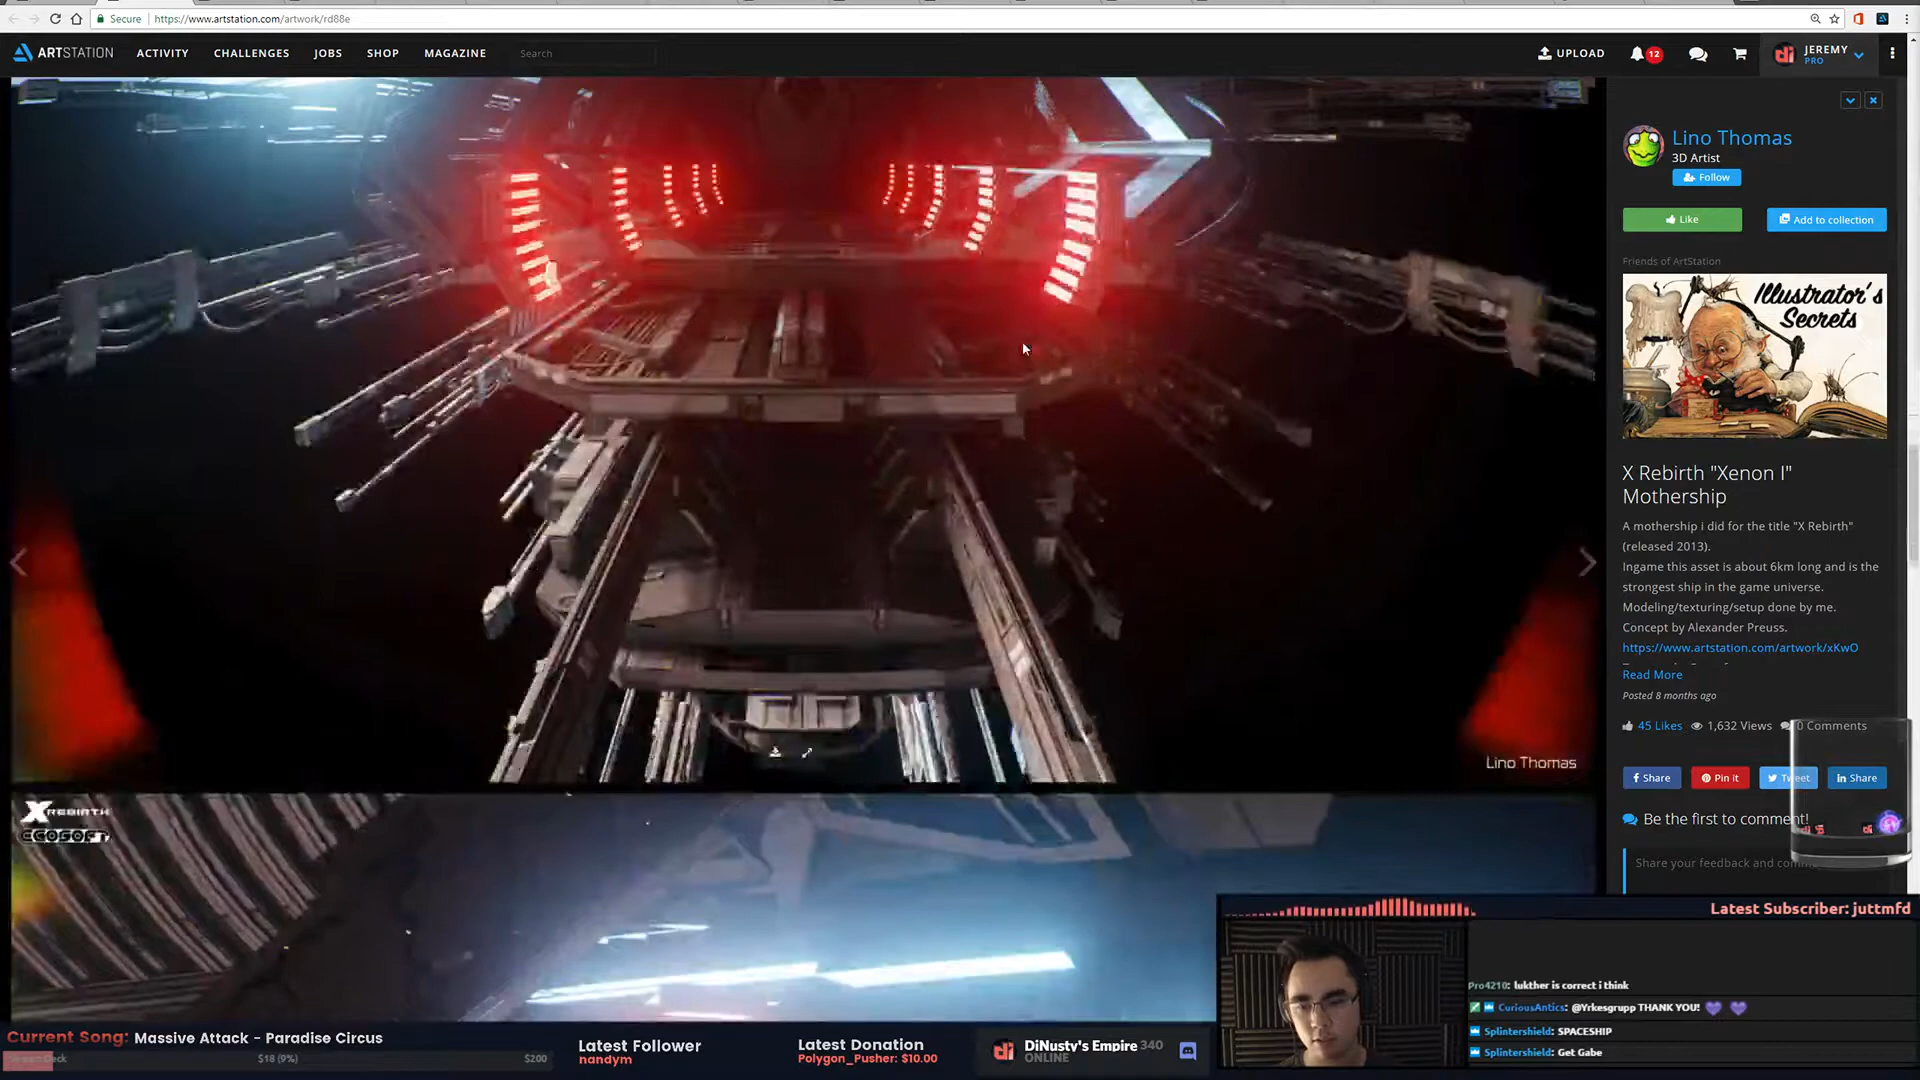 Secure
https://www.artstation.com/artwork/rd88e
ARTSTATION
ACTIVITY
CHALLENGES
JOBS
SHOP
MAGAZINE
Search
UPLOAD
12
JEREMY
PRO
Lino Thomas
3D Artist
Follow
Like
Add to collection
Friends of ArtStation
Illustrator's
Secrets
X Rebirth "Xenon I"
Mothership
A mothership i did for the title "X Rebirth"
(released 2013).
Ingame this asset is about 6km long and is the
strongest ship in the game universe.
Modeling/texturing/setup done by me.
Concept by Alexander Preuss.
https://www.artstation.com/artwork/xKwO
Read More
Posted 8 months ago
45 Likes
1,632 Views
0 Comments
Share
Pin it
Tweet
Share
Be the first to comment!
Share your feedback and
Lino Thomas
X REBIRTH
EGOSOFT
Latest Subscriber: juttmfd
Pro4210: lukther is correct i think
CuriousAntics: @Yrkesgrupp THANK YOU!
Splintershield: SPACESHIP
Splintershield: Get Gabe
Current Song: Massive Attack - Paradise Circus
Deck
$18 (9%)
$200
Latest Follower
nandym
Latest Donation
Polygon_Pusher: $10.00
DiNusty's Empire 340
ONLINE